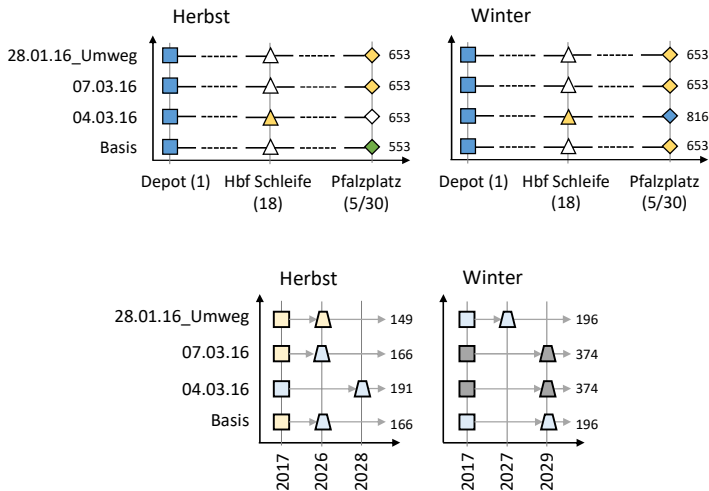 Herbst
Winter
28.01.16_Umweg
653
653
07.03.16
653
653
04.03.16
653
816
Basis
553
653
Depot (1)
Hbf Schleife
(18)
Pfalzplatz
(5/30)
Depot (1)
Hbf Schleife
(18)
Pfalzplatz
(5/30)
Herbst
Winter
28.01.16_Umweg
149
196
07.03.16
166
374
04.03.16
191
374
Basis
166
196
2017
2026
2028
2017
2027
2029